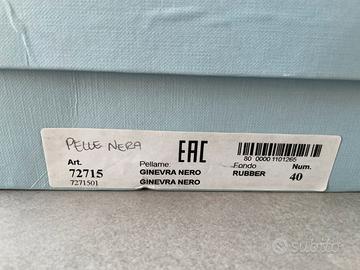 PELLE NERA
EAC
80 0000 1101265
Art. Pellame: Fondo Num.
72715 GINEVRA NERO RUBBER 40
7271501 GINEVRA NERO
subito